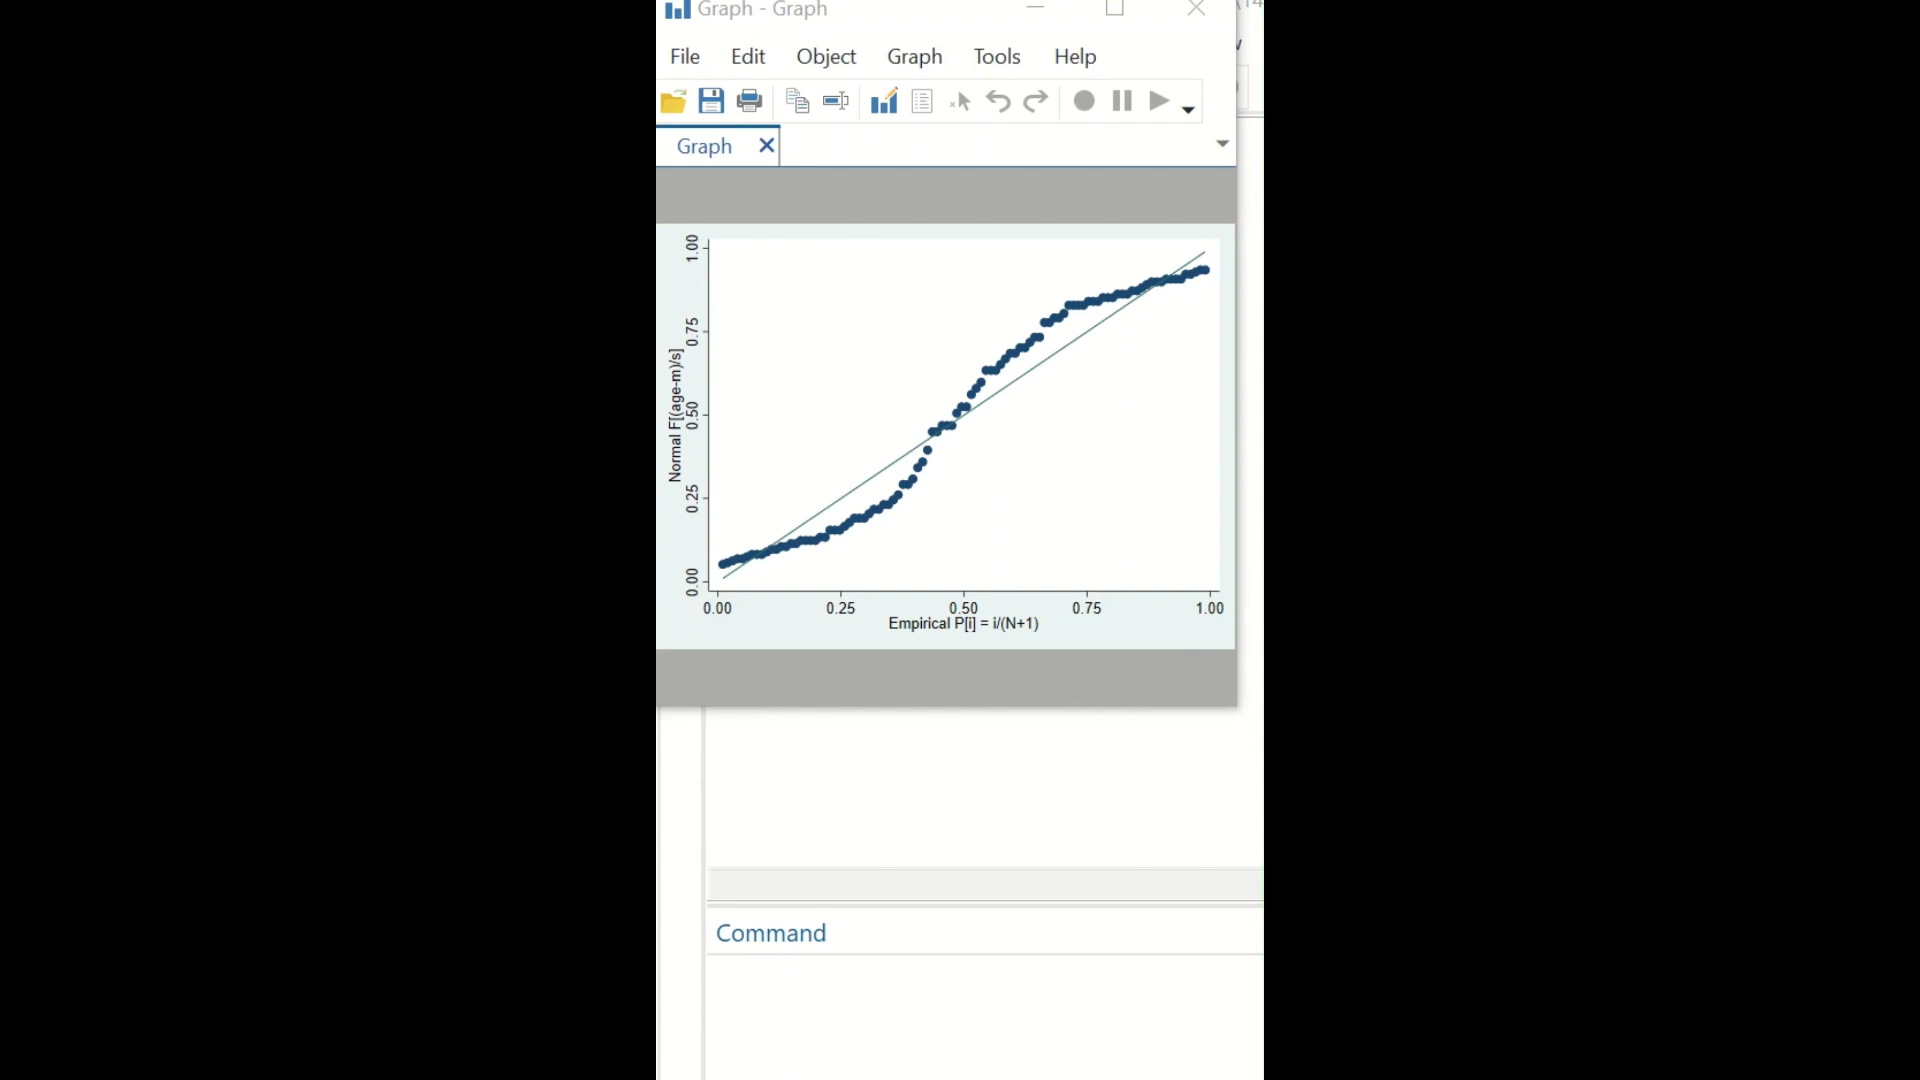 Graph - Graph
File Edit Object Graph Tools Help
Graph
1.00
0.75
0.50
0.25
0.00
Normal F[(age-m)/s]
0.00 0.25 0.50 0.75 1.00
Empirical P[i] = i/(N+1)
Command